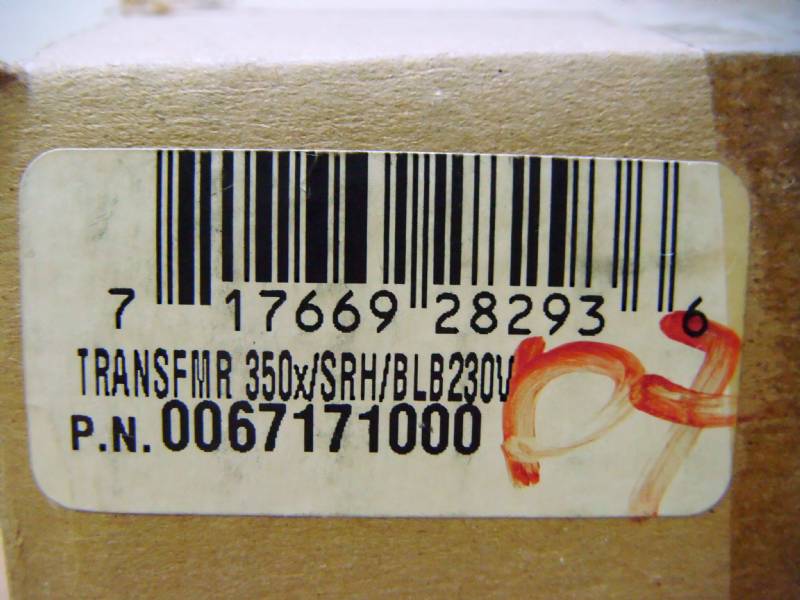 7 17669 28293 6
TRANSFMR 350x/SRH/BLB230V
P.N. 0067171000